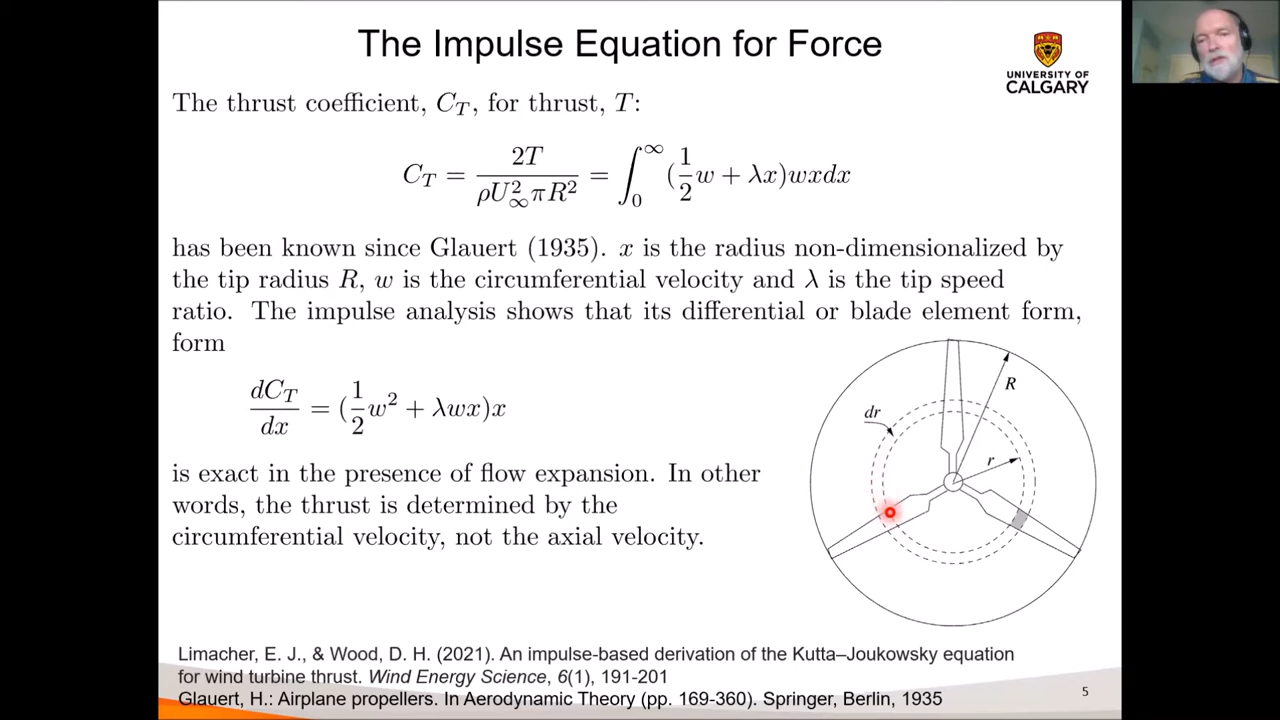 The Impulse Equation for Force
UNIVERSITY OF
CALGARY
The thrust coefficient, C_T, for thrust, T:
C_T = 2T / ρU_∞^2 πR^2 = ∫_0^∞ (1/2 w + λx)wxdx
has been known since Glauert (1935). x is the radius non-dimensionalized by
the tip radius R, w is the circumferential velocity and λ is the tip speed
ratio. The impulse analysis shows that its differential or blade element form,
form
dC_T / dx = (1/2 w^2 + λwx)x
is exact in the presence of flow expansion. In other
words, the thrust is determined by the
circumferential velocity, not the axial velocity.
R
dr
r
Limacher, E. J., & Wood, D. H. (2021). An impulse-based derivation of the Kutta–Joukowsky equation
for wind turbine thrust. Wind Energy Science, 6(1), 191-201
Glauert, H.: Airplane propellers. In Aerodynamic Theory (pp. 169-360). Springer, Berlin, 1935
5